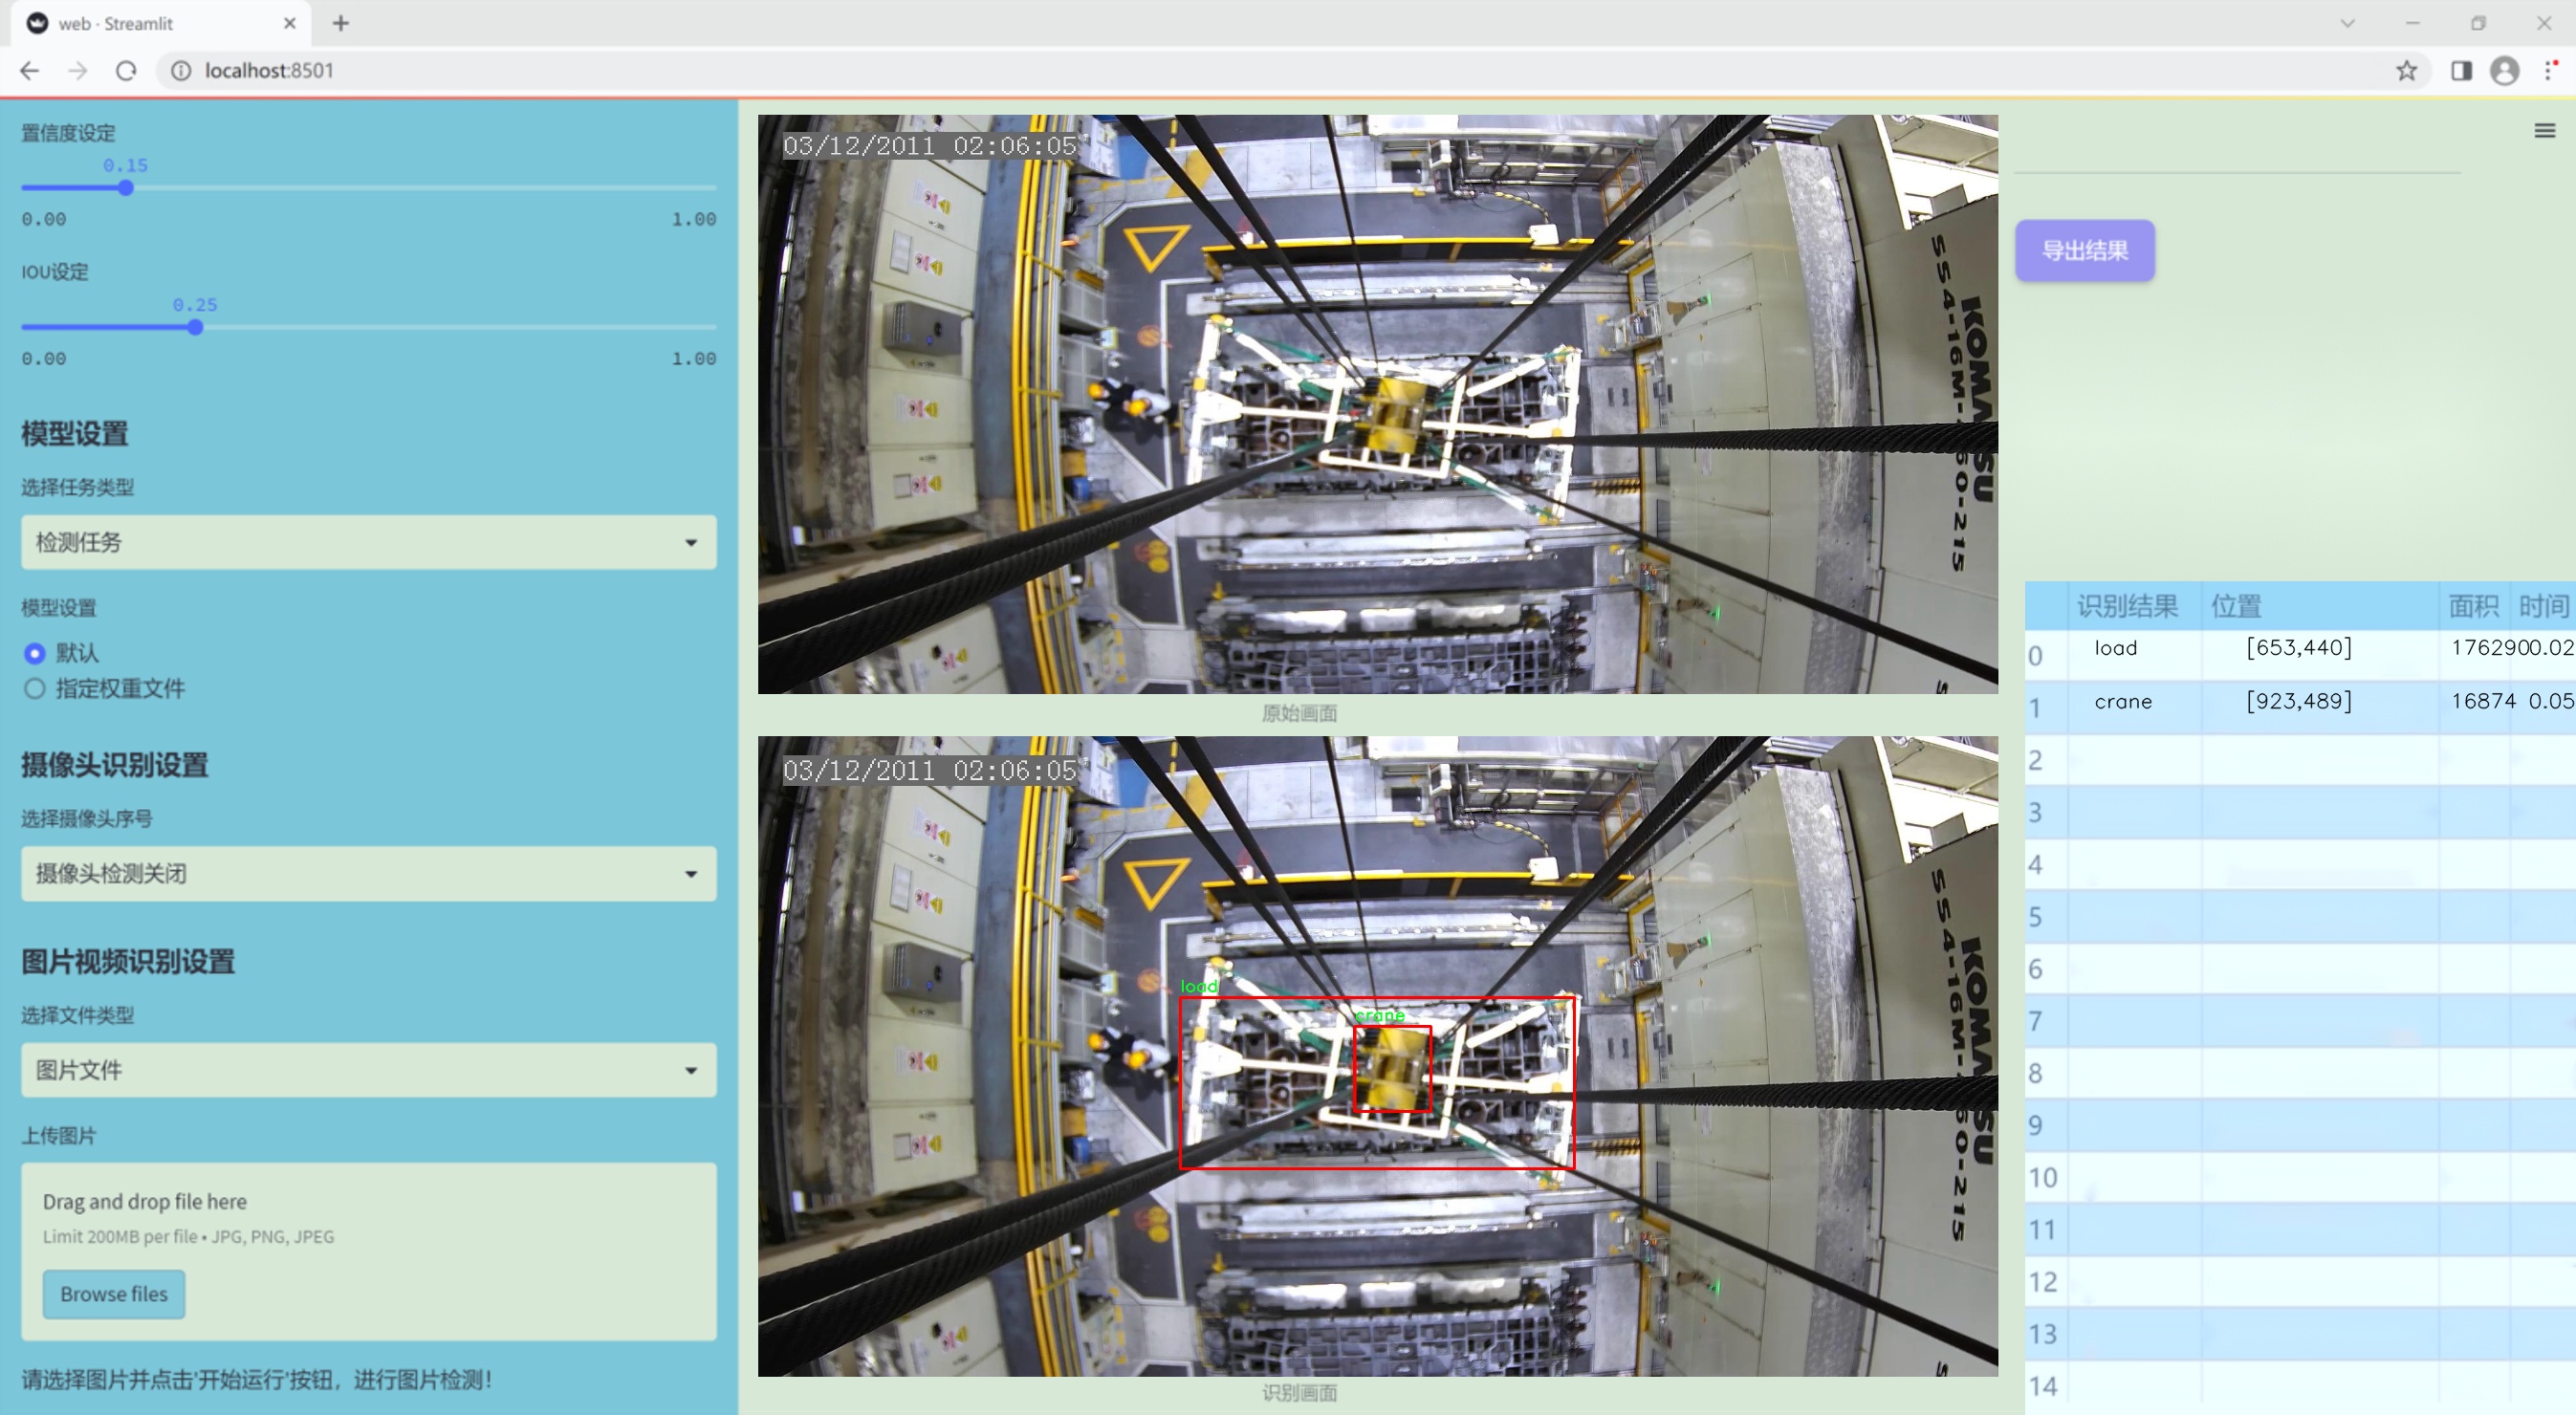 web · Streamlit
localhost:8501
置信度设定
0.15
0.00 1.00
IOU设定
0.25
0.00 1.00
模型设置
选择任务类型
检测任务
模型设置
默认
指定权重文件
摄像头识别设置
选择摄像头序号
摄像头检测关闭
图片视频识别设置
选择文件类型
图片文件
上传图片
Drag and drop file here
Limit 200MB per file • JPG, PNG, JPEG
Browse files
请选择图片并点击'开始运行'按钮，进行图片检测!
03/12/2011 02:06:05
KOMATSU
原始画面
03/12/2011 02:06:05
load
crane
KOMATSU
识别画面
导出结果
识别结果 位置 面积 时间
0 load [653,440] 1762900.02
1 crane [923,489] 16874 0.05
2
3
4
5
6
7
8
9
10
11
12
13
14